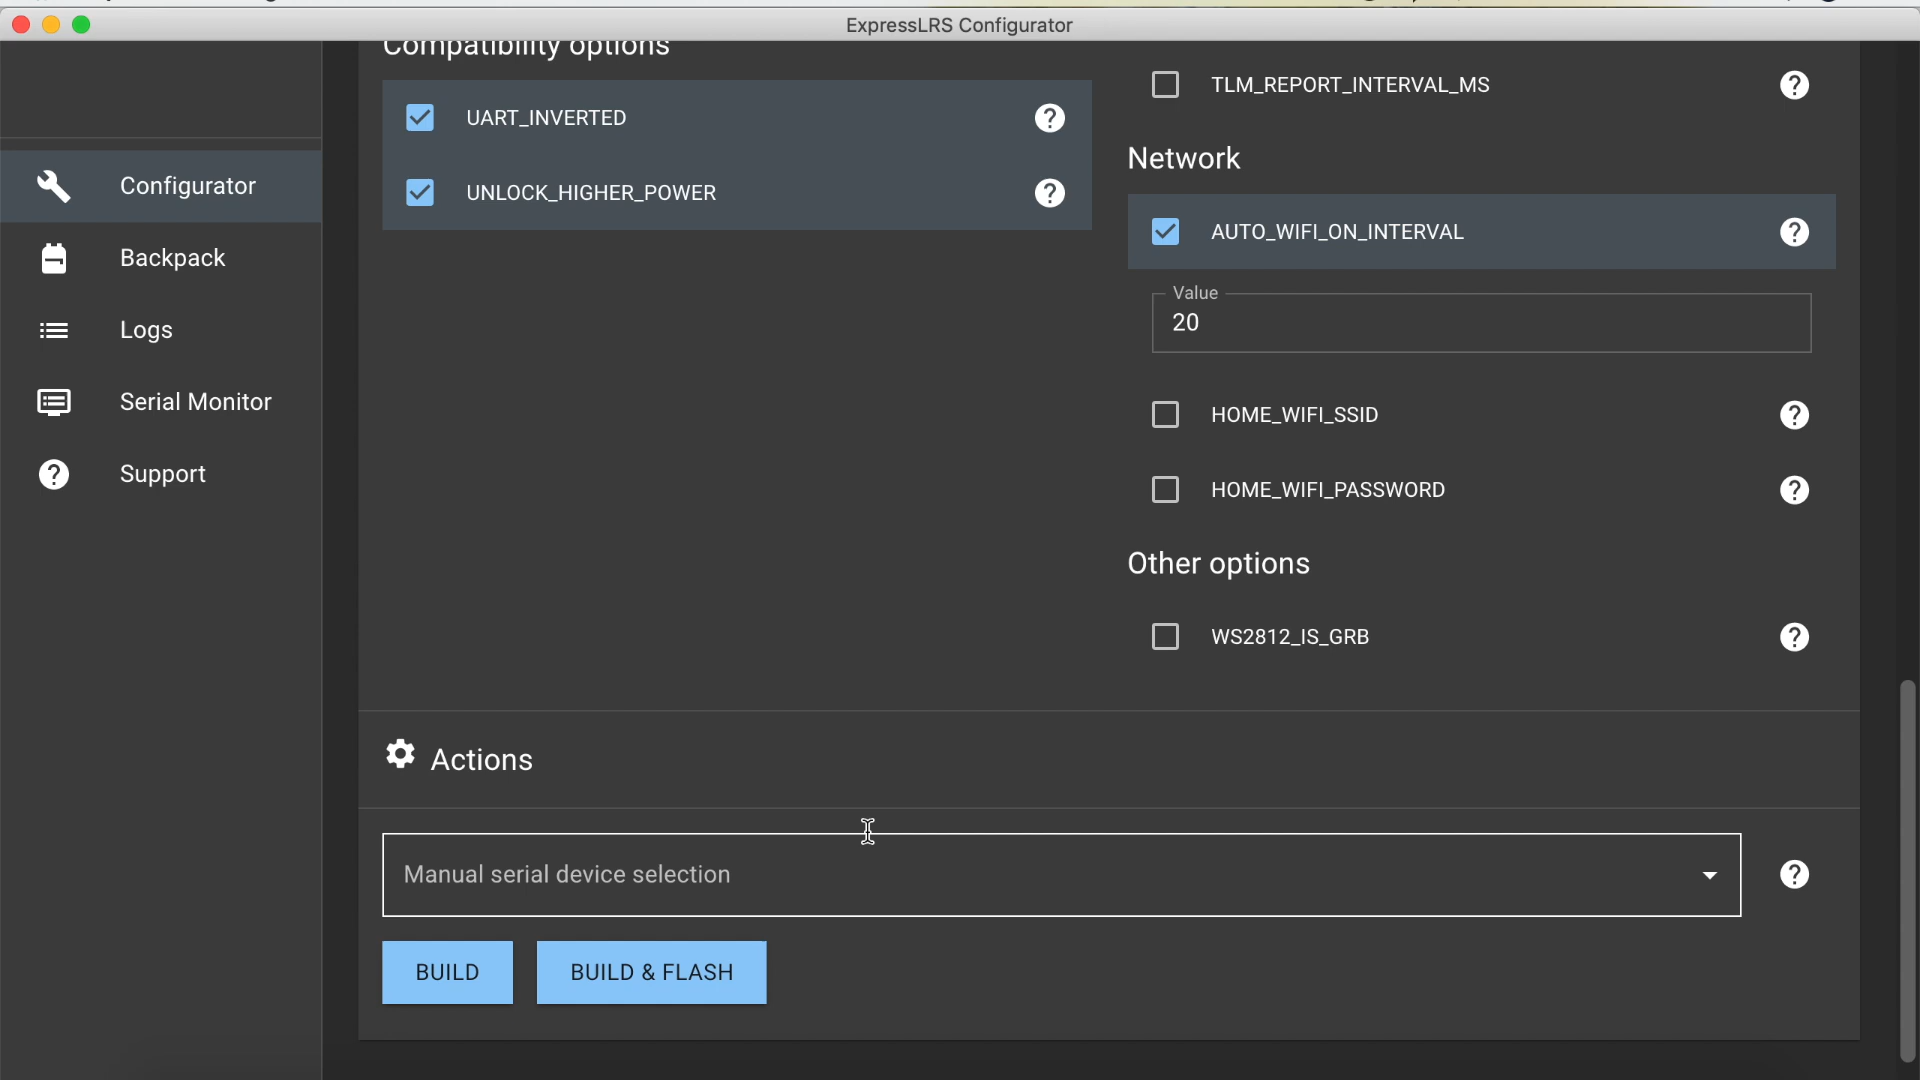 ExpressLRS Configurator
Configurator
Backpack
Logs
Serial Monitor
Support
Compatibility options
UART_INVERTED
UNLOCK_HIGHER_POWER
TLM_REPORT_INTERVAL_MS
Network
AUTO_WIFI_ON_INTERVAL
Value
20
HOME_WIFI_SSID
HOME_WIFI_PASSWORD
Other options
WS2812_IS_GRB
Actions
Manual serial device selection
BUILD
BUILD & FLASH